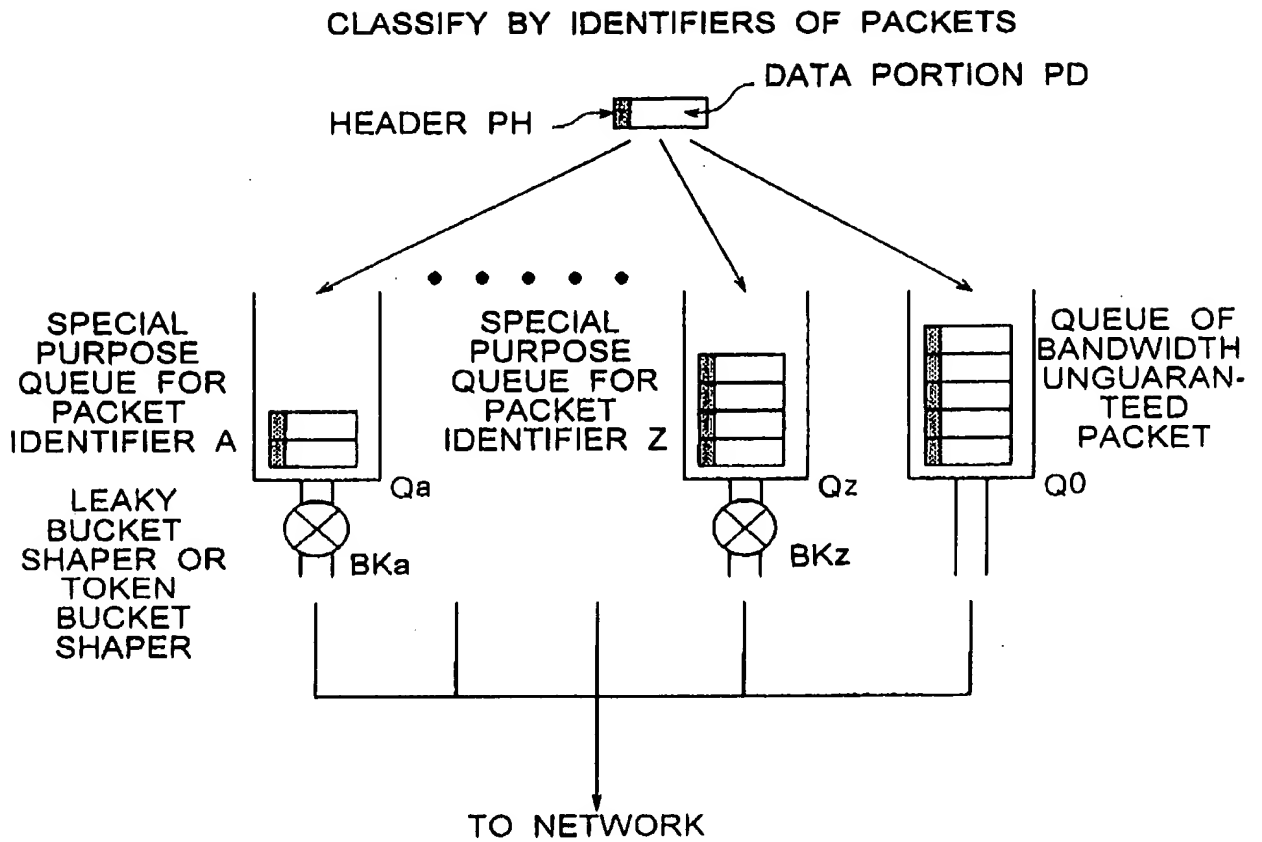 CLASSIFY BY IDENTIFIERS OF PACKETS
DATA PORTION PD
HEADER PH
SPECIAL
PURPOSE
QUEUE FOR
PACKET
IDENTIFIER A
SPECIAL
PURPOSE
QUEUE FOR
PACKET
IDENTIFIER Z
QUEUE OF
BANDWIDTH
UNGUARAN-
TEED
PACKET
Qa
Qz
Q0
LEAKY
BUCKET
SHAPER OR
TOKEN
BUCKET
SHAPER
BKa
BKz
TO NETWORK